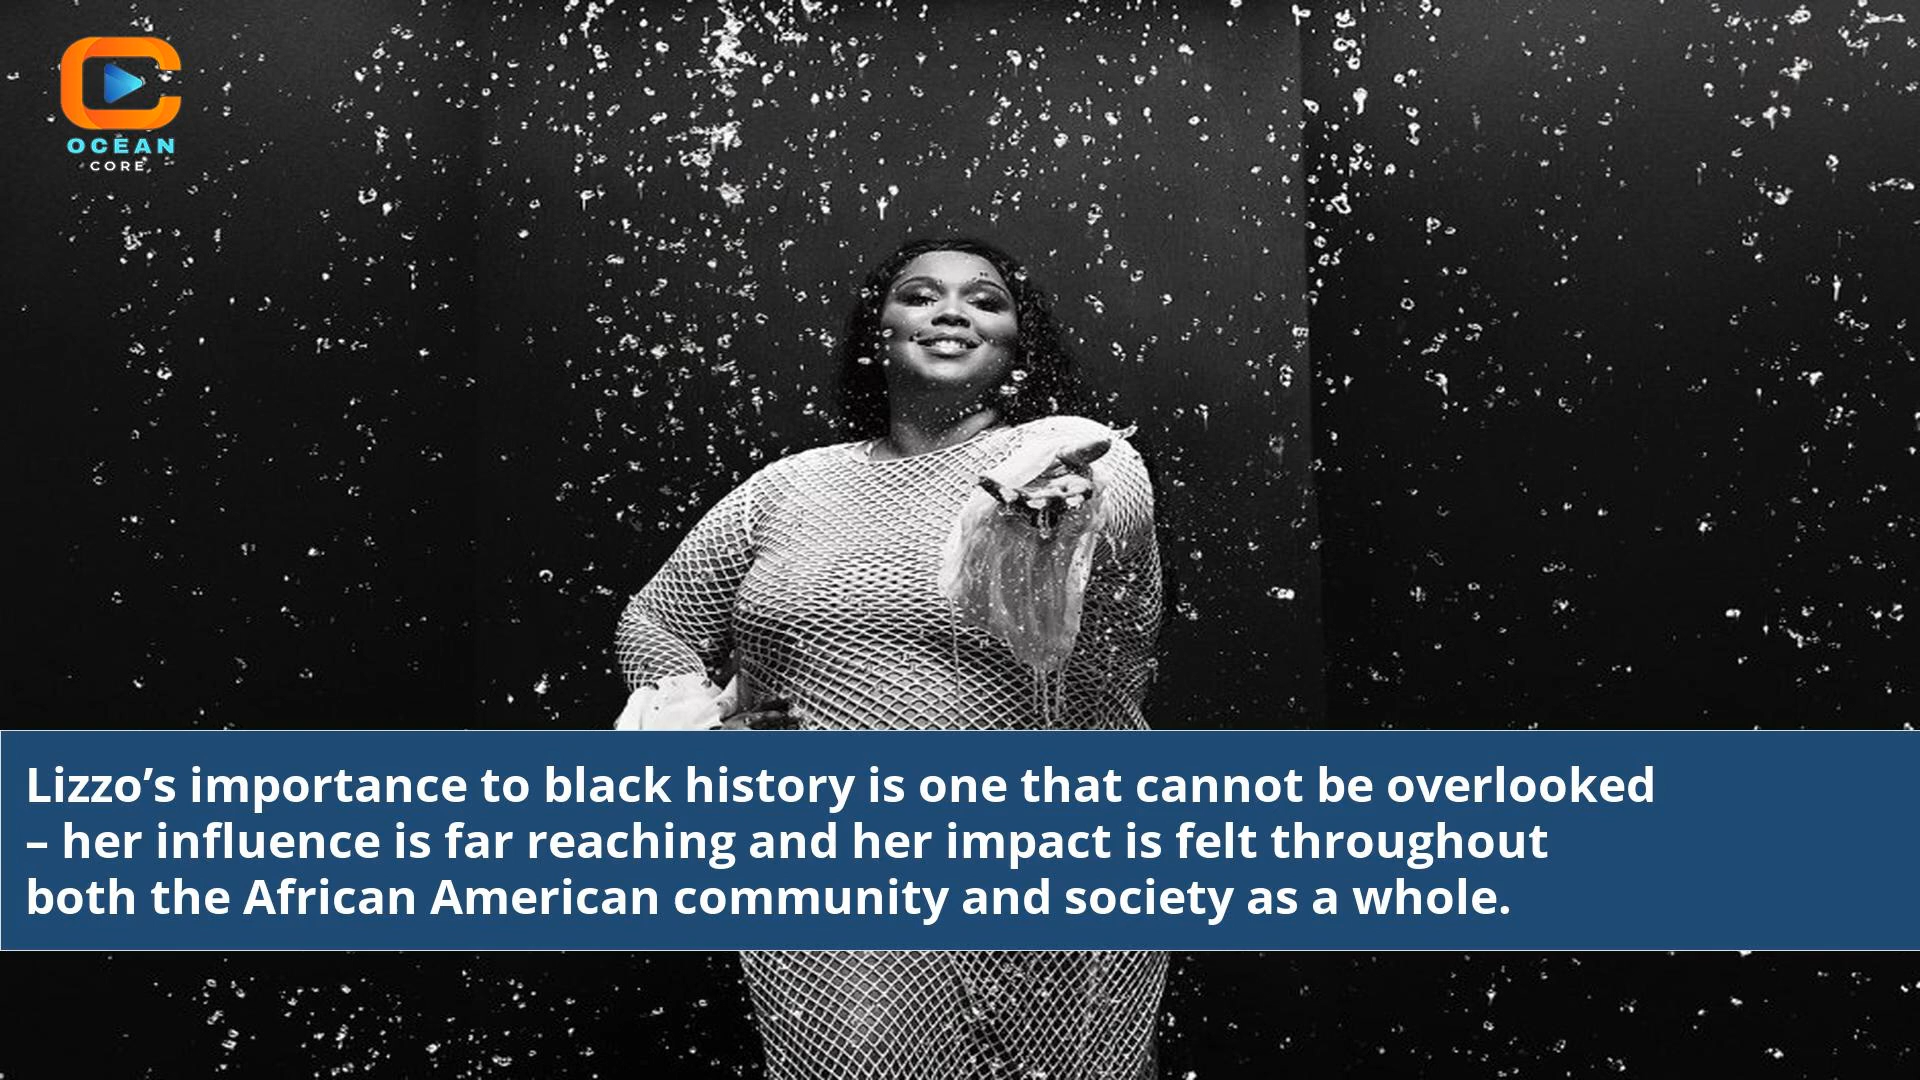 OCEAN
CORE
Lizzo’s importance to black history is one that cannot be overlooked
– her influence is far reaching and her impact is felt throughout
both the African American community and society as a whole.